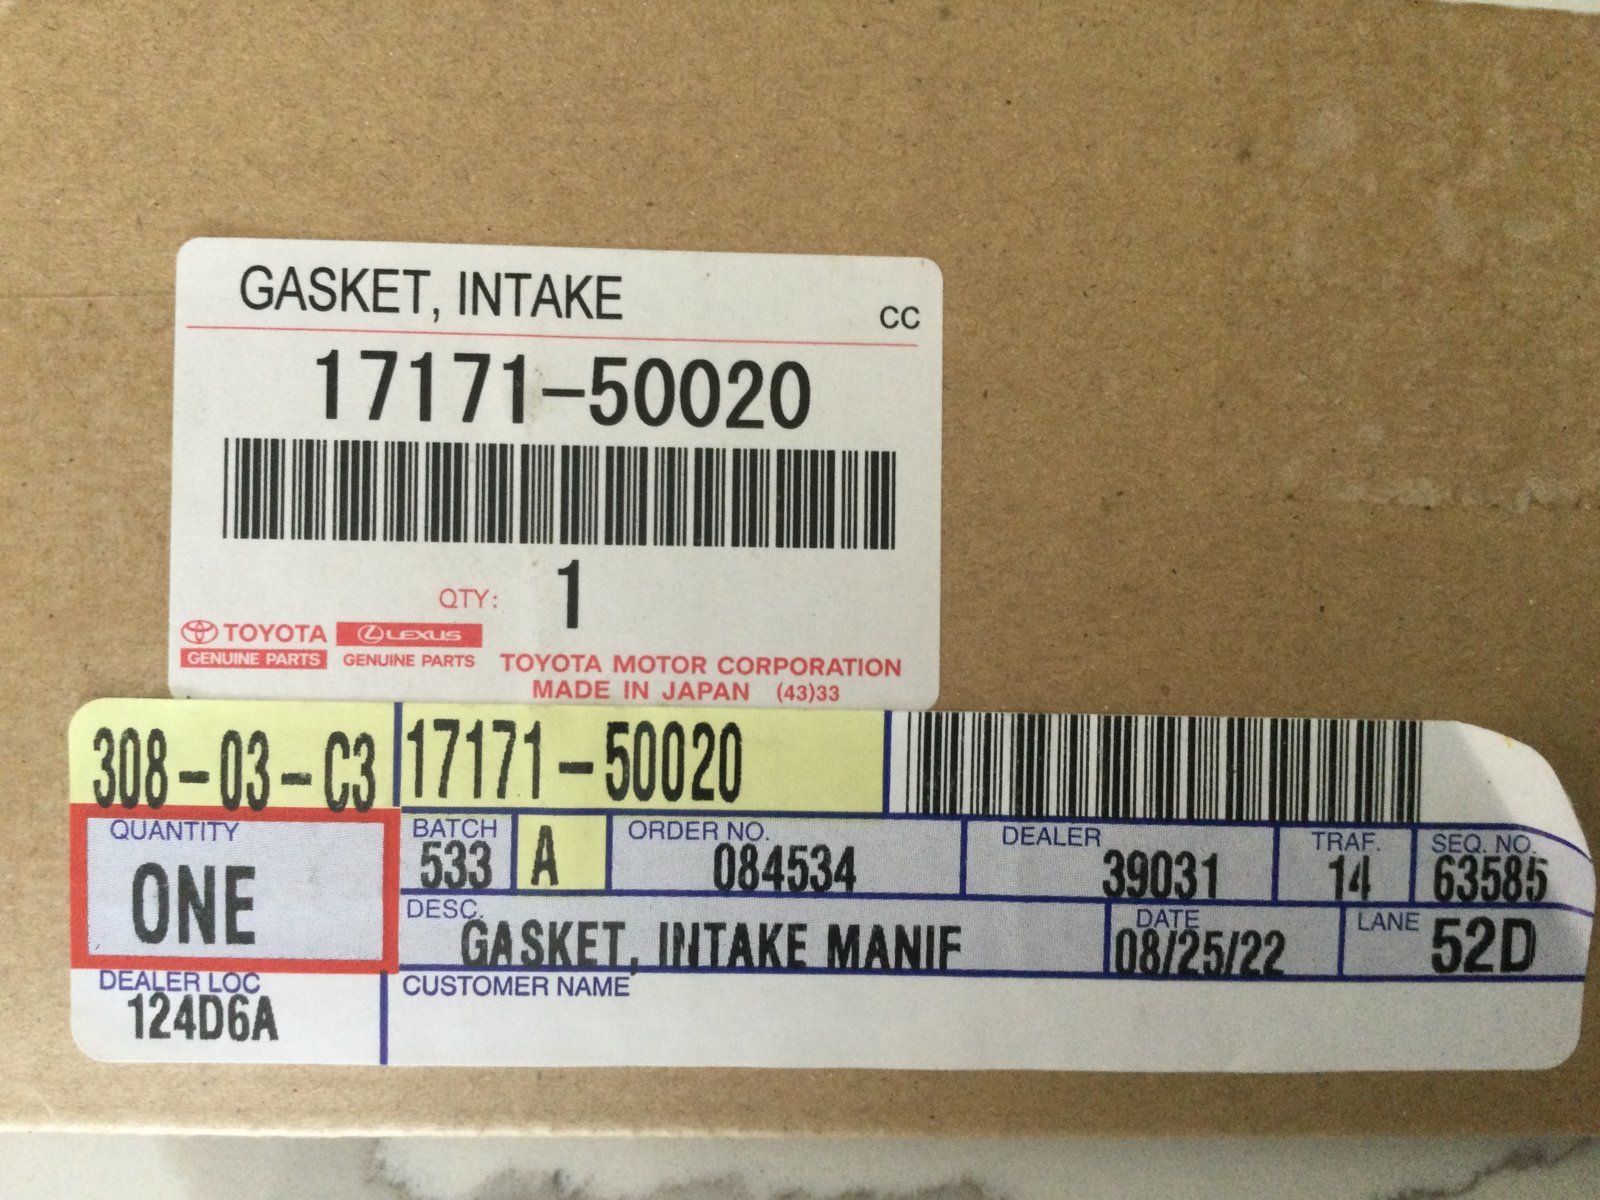 GASKET, INTAKE
CC
17171-50020
QTY: 1
TOYOTA LEXUS
GENUINE PARTS GENUINE PARTS
TOYOTA MOTOR CORPORATION
MADE IN JAPAN (43)33
308-03-C3 17171-50020
QUANTITY BATCH A ORDER NO. DEALER TRAF. SEQ. NO.
ONE 533 084534 39031 14 63585
DESC. DATE LANE
GASKET, INTAKE MANIF 08/25/22 52D
DEALER LOC CUSTOMER NAME
124D6A